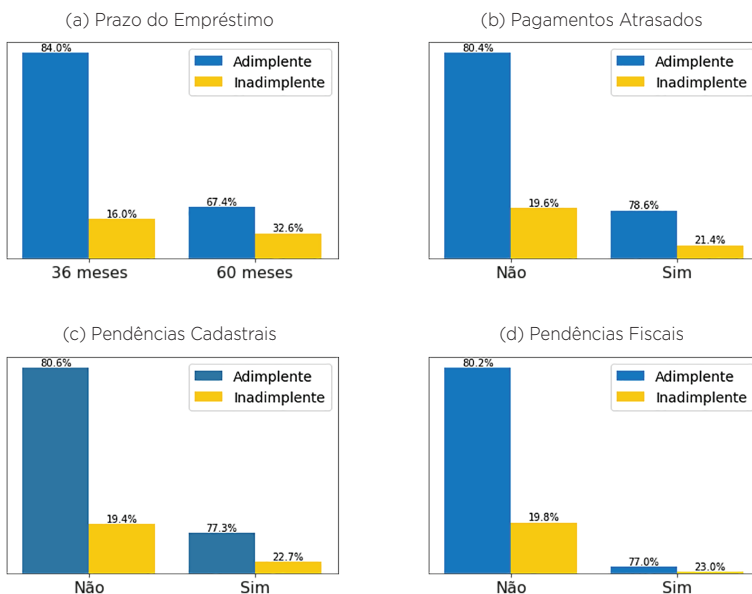 (a) Prazo do Empréstimo
84.0%
Adimplente
Inadimplente
16.0%
67.4%
32.6%
36 meses
60 meses
(b) Pagamentos Atrasados
80.4%
Adimplente
Inadimplente
19.6%
78.6%
21.4%
Não
Sim
(c) Pendências Cadastrais
80.6%
Adimplente
Inadimplente
19.4%
77.3%
22.7%
Não
Sim
(d) Pendências Fiscais
80.2%
Adimplente
Inadimplente
19.8%
77.0%
23.0%
Não
Sim